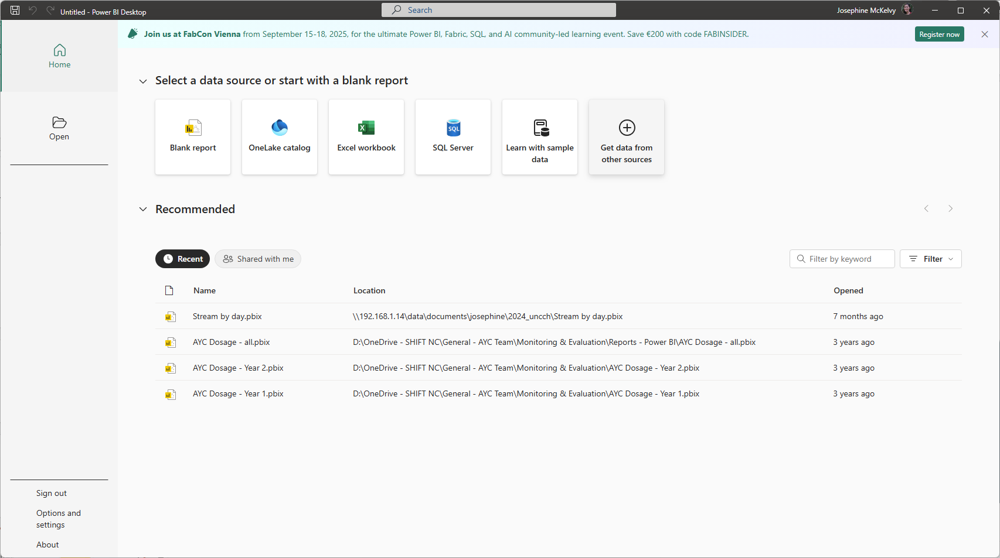 Untitled - Power BI Desktop
Search
Josephine McKelvy
Join us at FabCon Vienna from September 15-18, 2025, for the ultimate Power BI, Fabric, SQL, and AI community-led learning event. Save €200 with code FABINSIDER.
Register now
Home
Open
Select a data source or start with a blank report
Blank report
OneLake catalog
Excel workbook
SQL
SQL Server
Learn with sample
data
Get data from
other sources
Recommended
Recent
Shared with me
Filter by keyword
Filter
Name Location Opened
Stream by day.pbix \\192.168.1.14\data\documents\josephine\2024_uncch\Stream by day.pbix 7 months ago
AYC Dosage - all.pbix D:\OneDrive - SHIFT NC\General - AYC Team\Monitoring & Evaluation\Reports - Power BI\AYC Dosage - all.pbix 3 years ago
AYC Dosage - Year 2.pbix D:\OneDrive - SHIFT NC\General - AYC Team\Monitoring & Evaluation\AYC Dosage - Year 2.pbix 3 years ago
AYC Dosage - Year 1.pbix D:\OneDrive - SHIFT NC\General - AYC Team\Monitoring & Evaluation\AYC Dosage - Year 1.pbix 3 years ago
Sign out
Options and
settings
About